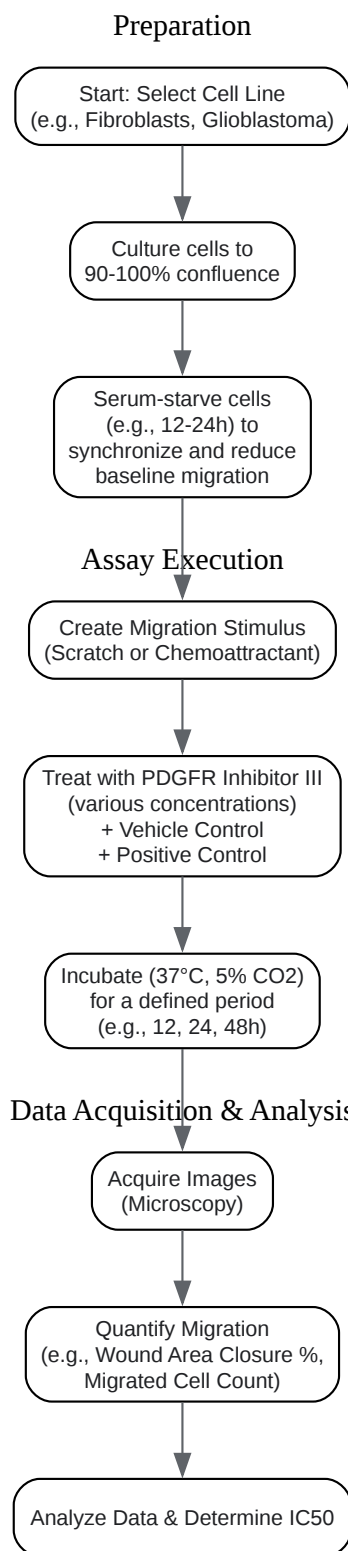 Preparation
Start: Select Cell Line
(e.g., Fibroblasts, Glioblastoma)
Culture cells to
90-100% confluence
Serum-starve cells
(e.g., 12-24h) to
synchronize and reduce
baseline migration
Assay Execution
Create Migration Stimulus
(Scratch or Chemoattractant)
Treat with PDGFR Inhibitor III
(various concentrations)
+ Vehicle Control
+ Positive Control
Incubate (37°C, 5% CO2)
for a defined period
(e.g., 12, 24, 48h)
Data Acquisition & Analysis
Acquire Images
(Microscopy)
Quantify Migration
(e.g., Wound Area Closure %,
Migrated Cell Count)
Analyze Data & Determine IC50